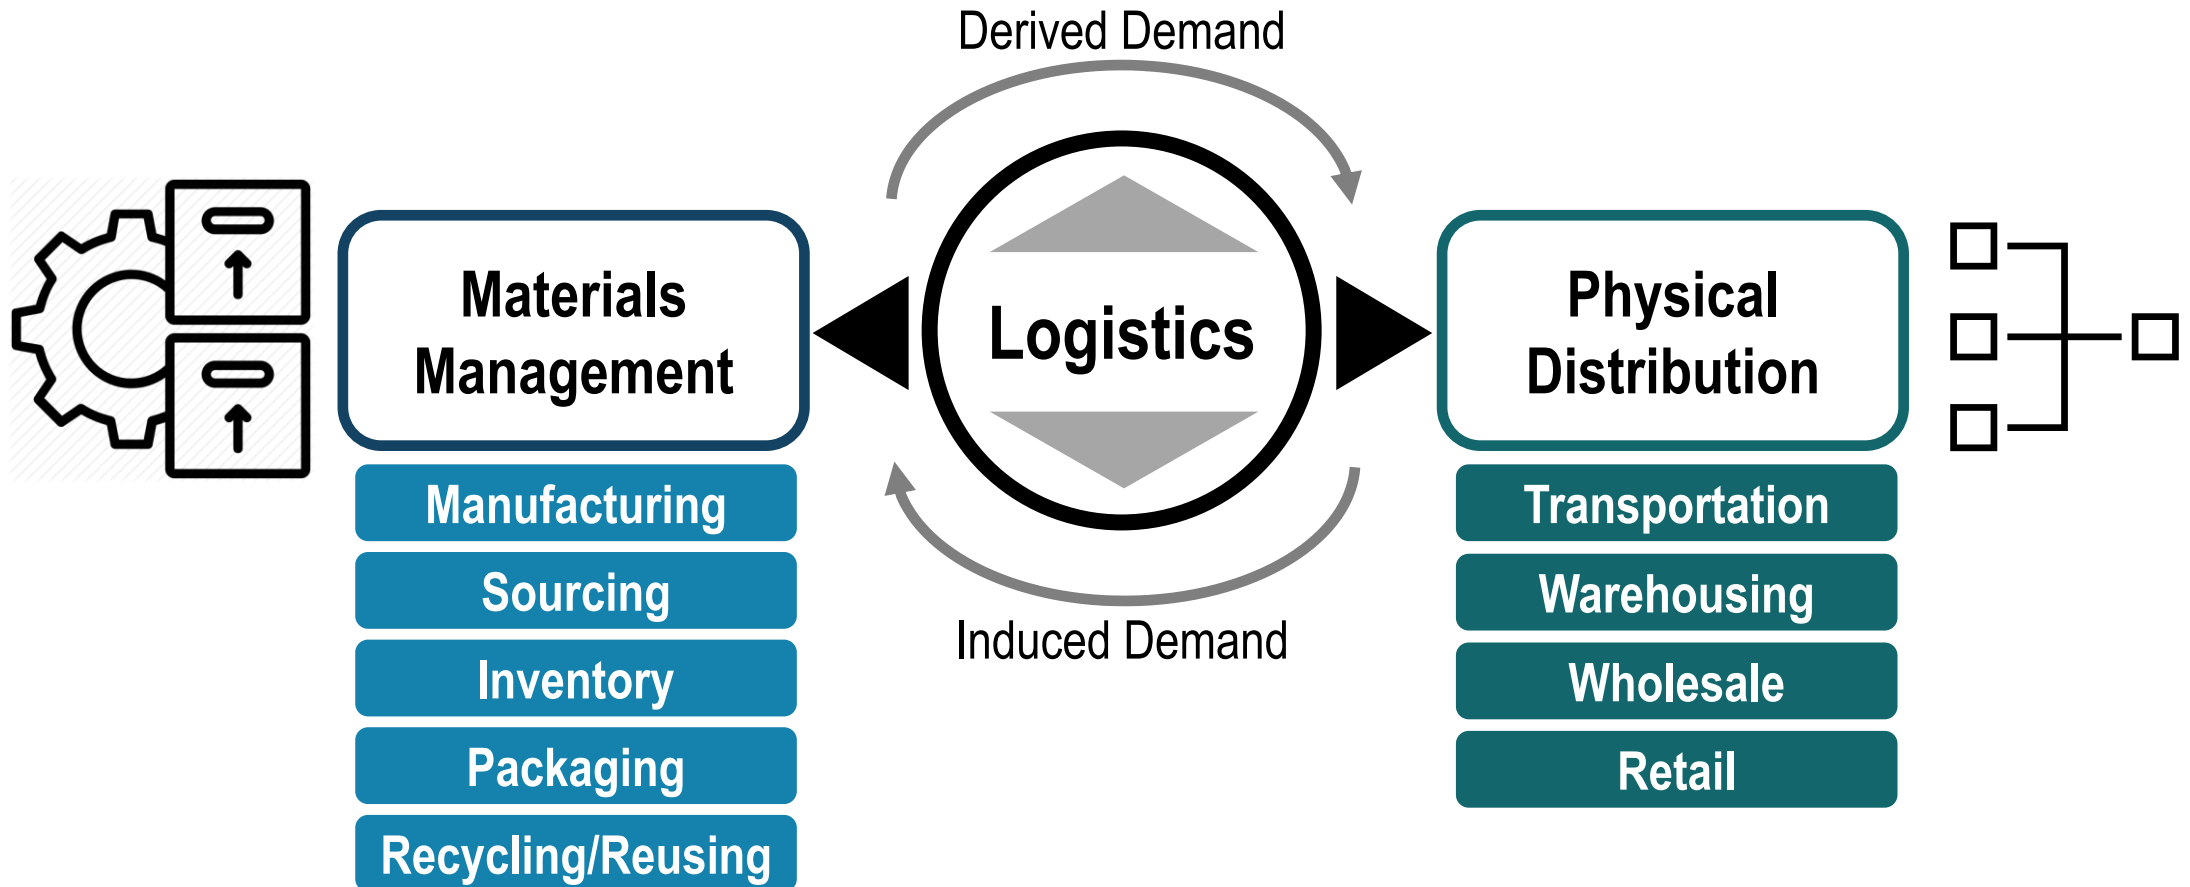 Derived Demand
Materials
Management
Logistics
Physical
Distribution
Manufacturing
Sourcing
Inventory
Packaging
Recycling/Reusing
Induced Demand
Transportation
Warehousing
Wholesale
Retail